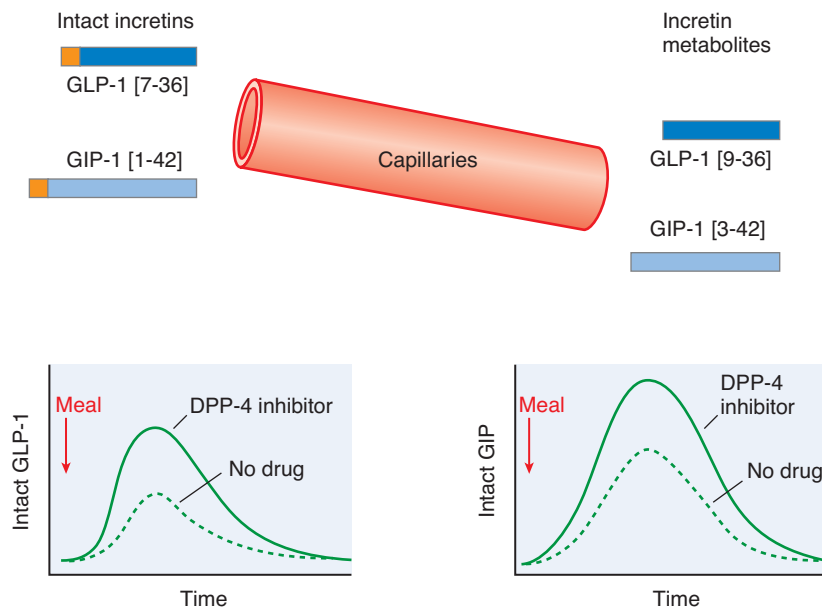 Intact incretins
GLP-1 [7-36]
GIP-1 [1-42]
Capillaries
Incretin
metabolites
GLP-1 [9-36]
GIP-1 [3-42]
Intact GLP-1
Meal
DPP-4 inhibitor
No drug
Time
Intact GIP
Meal
DPP-4
inhibitor
No drug
Time